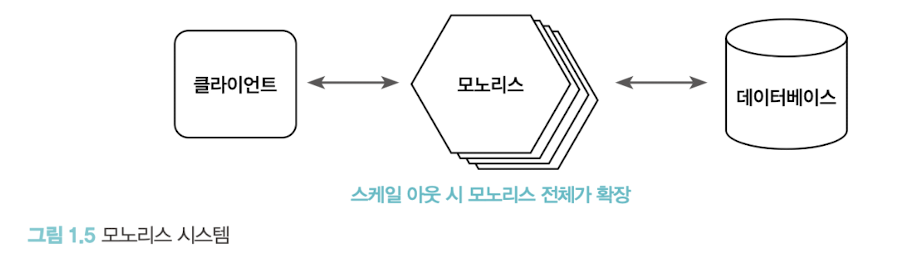 클라이언트
모노리스
데이터베이스
스케일 아웃 시 모노리스 전체가 확장
그림 1.5 모노리스 시스템